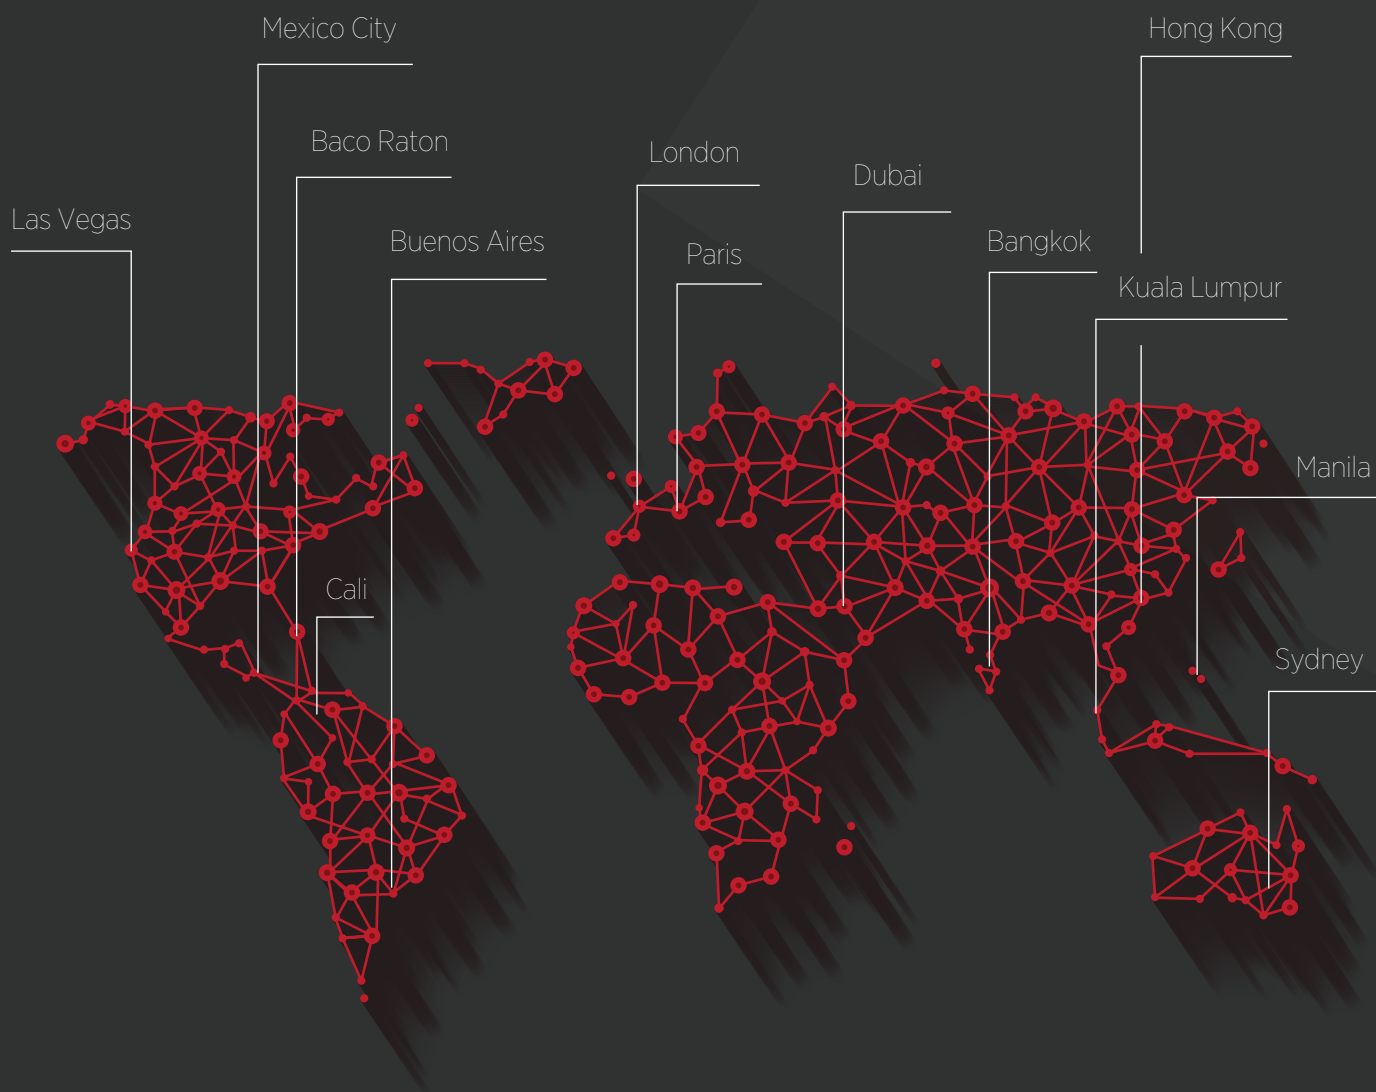 Mexico City
Hong Kong
Baco Raton
London
Dubai
Las Vegas
Buenos Aires
Paris
Bangkok
Kuala Lumpur
Manila
Cali
Sydney